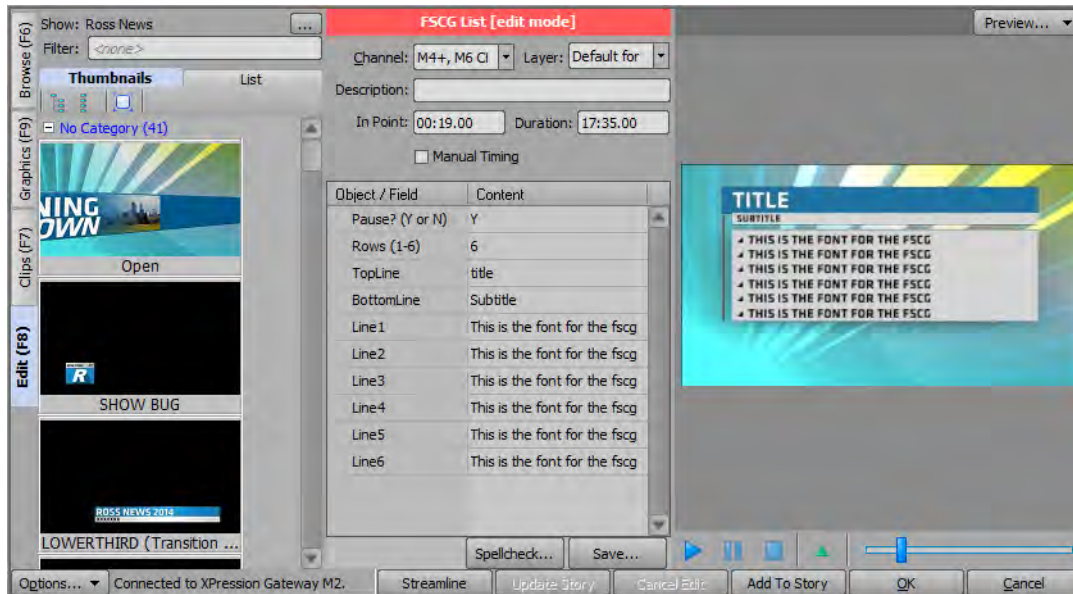 Browse (F6)
Graphics (F9)
Clips (F7)
Edit (F8)
Show: Ross News
...
Filter: <none>
Thumbnails
List
No Category (41)
NING
OWN
Open
R
SHOW BUG
ROSS NEWS 2014
LOWERTHIRD (Transition ...
FSCG List [edit mode]
Channel: M4+, M6 Cl Layer: Default for
Description:
In Point: 00:19.00 Duration: 17:35.00
Manual Timing
Object / Field Content
Pause? (Y or N) Y
Rows (1-6) 6
TopLine title
BottomLine Subtitle
Line1 This is the font for the fscg
Line2 This is the font for the fscg
Line3 This is the font for the fscg
Line4 This is the font for the fscg
Line5 This is the font for the fscg
Line6 This is the font for the fscg
Spellcheck... Save...
Preview...
TITLE
SUBTITLE
THIS IS THE FONT FOR THE FSCG
THIS IS THE FONT FOR THE FSCG
THIS IS THE FONT FOR THE FSCG
THIS IS THE FONT FOR THE FSCG
THIS IS THE FONT FOR THE FSCG
THIS IS THE FONT FOR THE FSCG
Options... Connected to XPression Gateway M2. Streamline Update Story Cancel Edit Add To Story OK Cancel